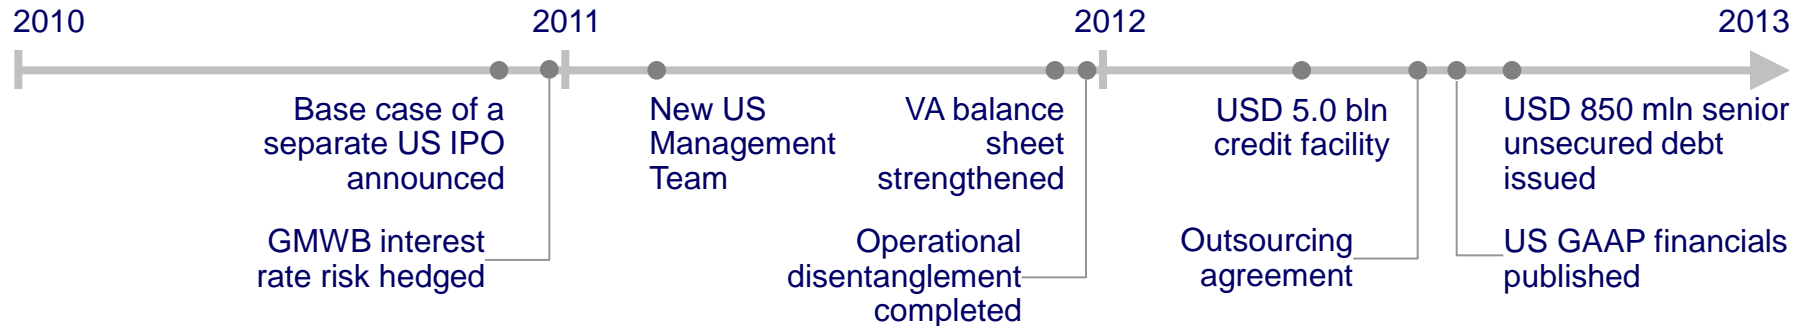 2010
2011
2012
2013
Base case of a
separate US IPO
announced
GMWB interest
rate risk hedged
New US
Management
Team
VA balance
sheet
strengthened
Operational
disentanglement
completed
USD 5.0 bln
credit facility
Outsourcing
agreement
USD 850 mln senior
unsecured debt
issued
US GAAP financials
published